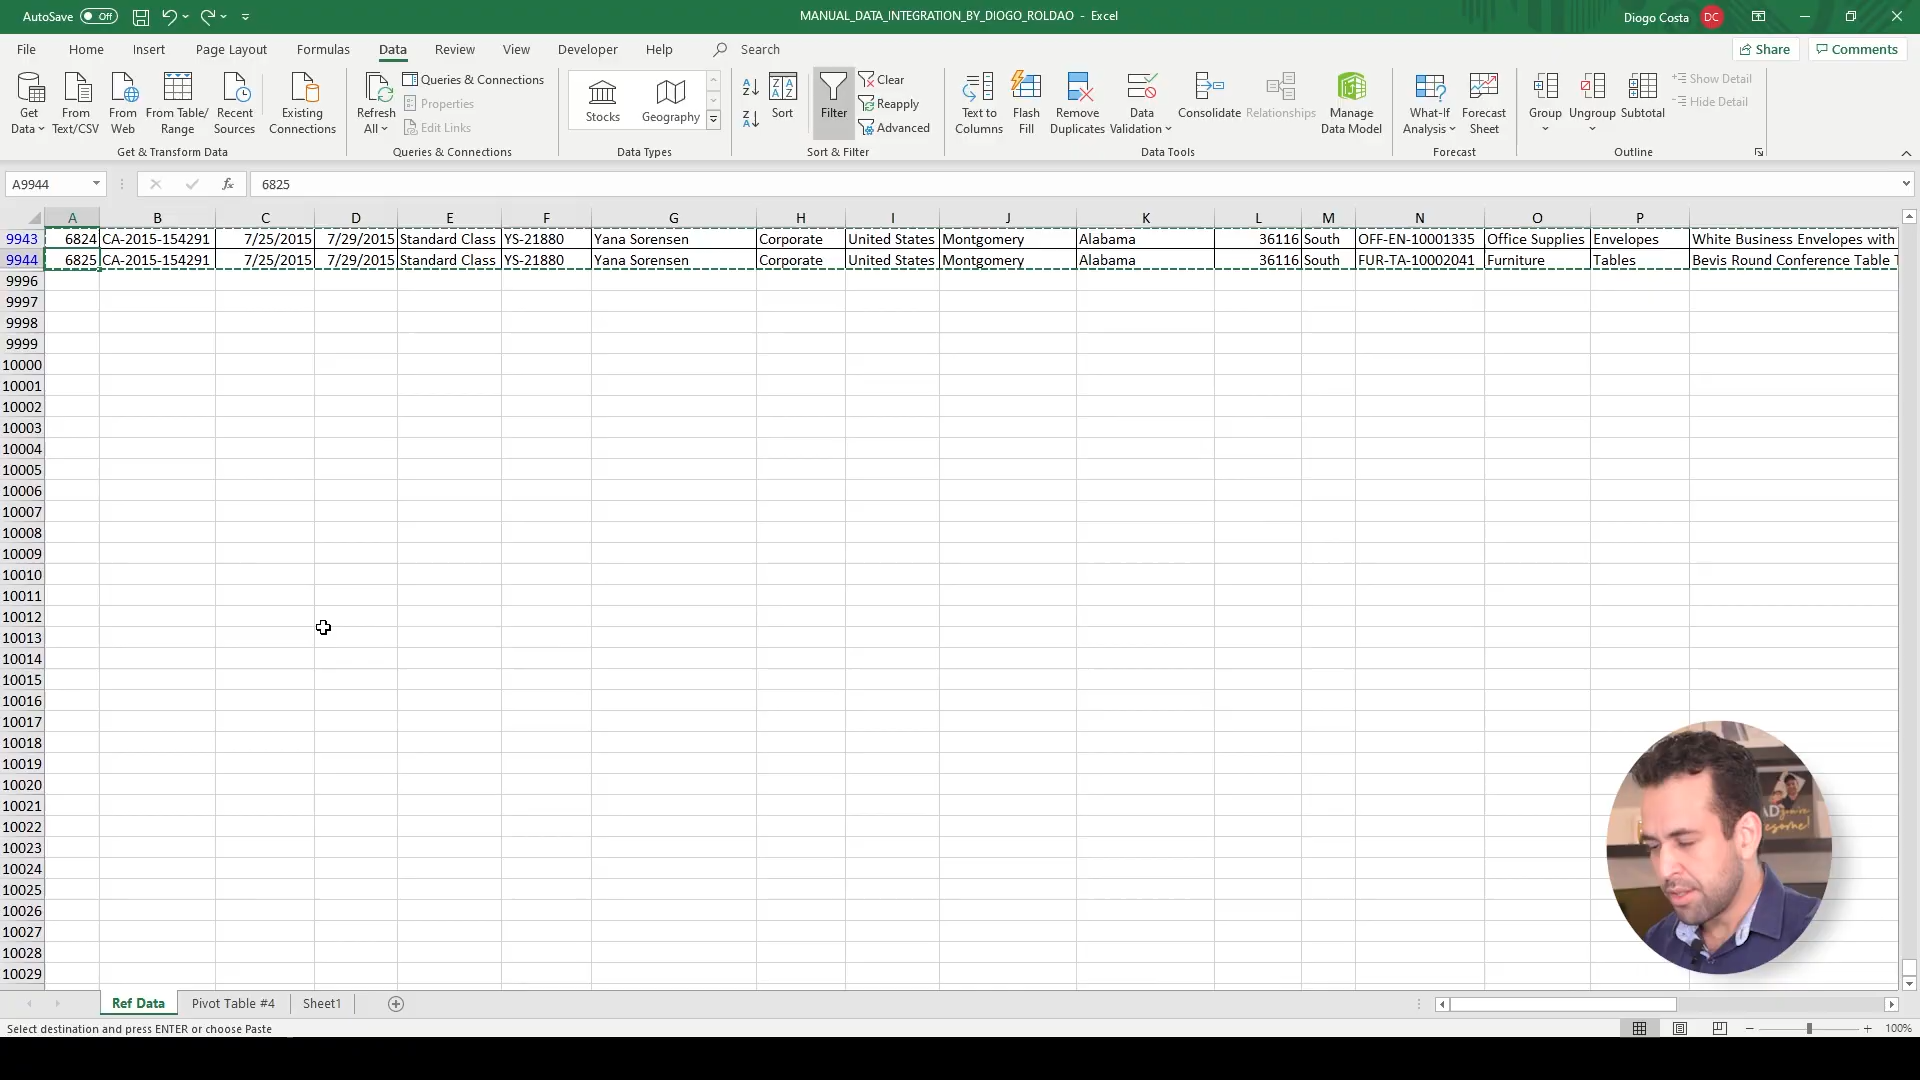 AutoSave Off MANUAL_DATA_INTEGRATION_BY_DIOGO_ROLDAO - Excel Diogo Costa DC
File Home Insert Page Layout Formulas Data Review View Developer Help Search Share Comments
Get Data From Text/CSV From Web From Table/ Range Recent Sources Existing Connections
Get & Transform Data
Refresh All Queries & Connections
Properties
Edit Links
Queries & Connections
Stocks Geography
Data Types
Sort Filter Clear
Reapply
Advanced
Sort & Filter
Text to Columns Flash Fill Remove Duplicates Data Validation Consolidate Relationships Manage Data Model
Data Tools
What-If Analysis Forecast Sheet
Forecast
Group Ungroup Subtotal Show Detail
Hide Detail
Outline
A9944 fx 6825
A B C D E F G H I J K L M N O P
9943 6824 CA-2015-154291 7/25/2015 7/29/2015 Standard Class YS-21880 Yana Sorensen Corporate United States Montgomery Alabama 36116 South OFF-EN-10001335 Office Supplies Envelopes White Business Envelopes with
9944 6825 CA-2015-154291 7/25/2015 7/29/2015 Standard Class YS-21880 Yana Sorensen Corporate United States Montgomery Alabama 36116 South FUR-TA-10002041 Furniture Tables Bevis Round Conference Table T
9996
9997
9998
9999
10000
10001
10002
10003
10004
10005
10006
10007
10008
10009
10010
10011
10012
10013
10014
10015
10016
10017
10018
10019
10020
10021
10022
10023
10024
10025
10026
10027
10028
10029
Ref Data Pivot Table #4 Sheet1
Select destination and press ENTER or choose Paste 100%